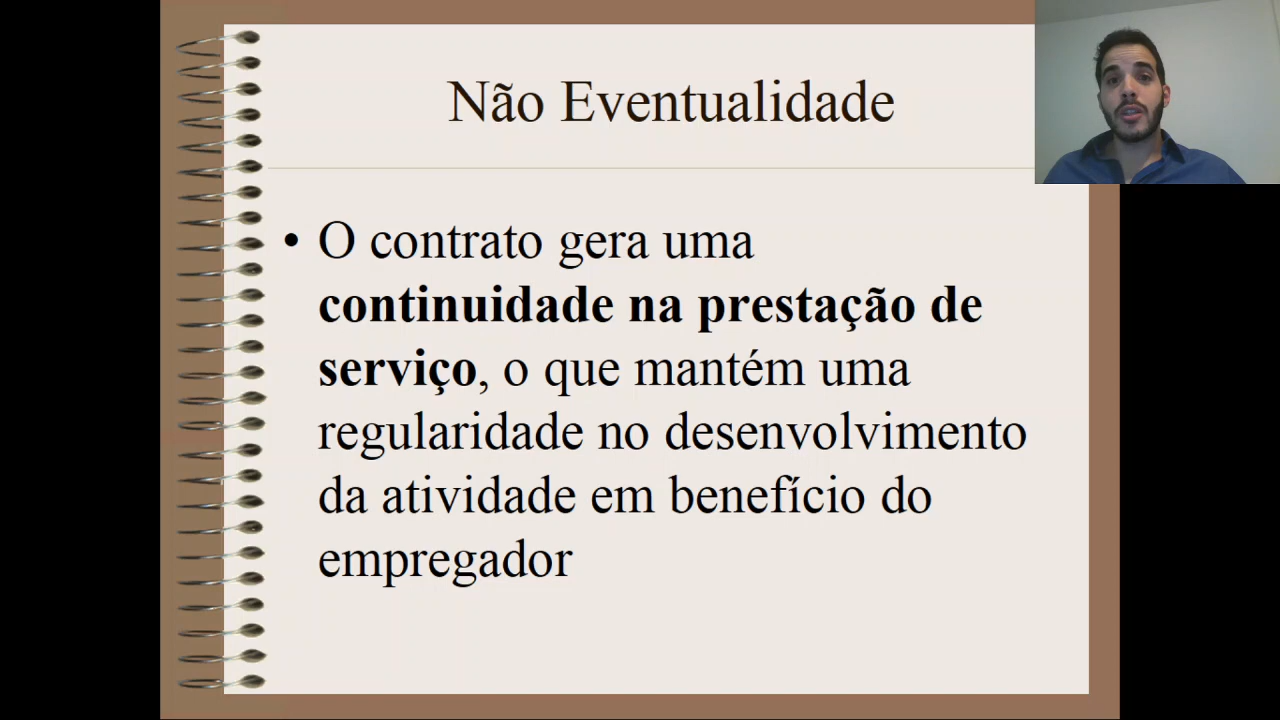 Não Eventualidade
• O contrato gera uma
continuidade na prestação de
serviço, o que mantém uma
regularidade no desenvolvimento
da atividade em benefício do
empregador